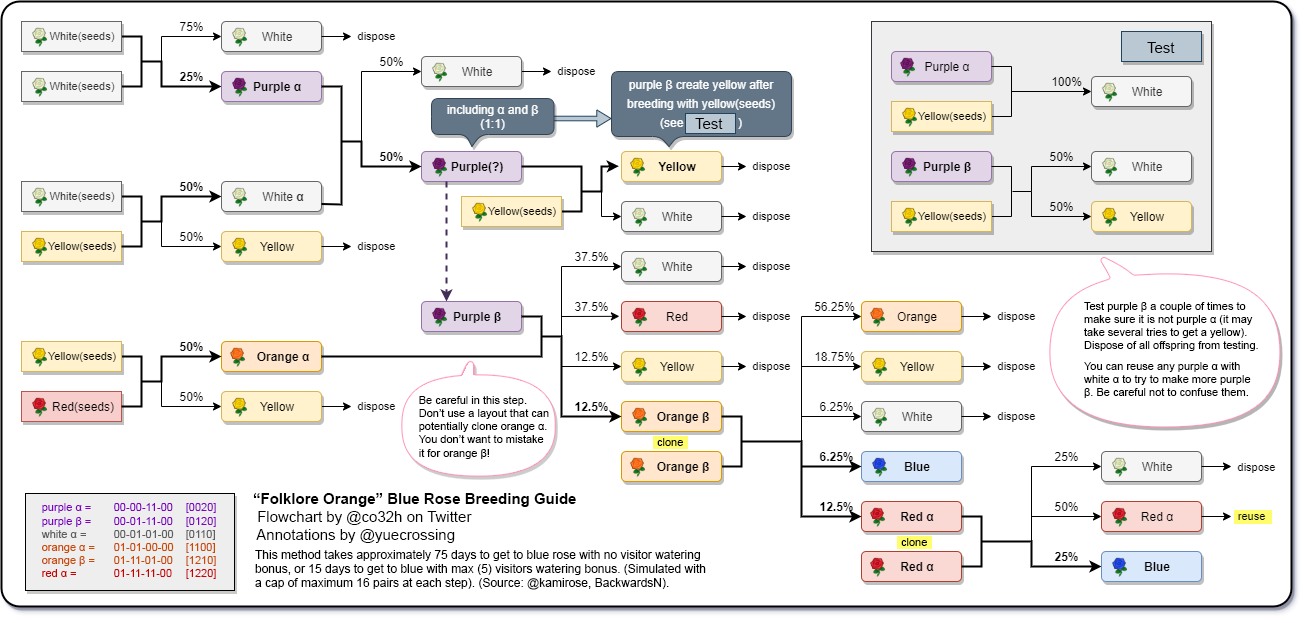 White(seeds)
White(seeds)
75%
White
dispose
25%
Purple α
White(seeds)
Yellow(seeds)
50%
White α
50%
Yellow
dispose
50%
White
dispose
including α and β
(1:1)
purple β create yellow after
breeding with yellow(seeds)
(see Test )
50%
Purple(?)
Yellow(seeds)
Yellow
dispose
White
dispose
Test
Purple α
Yellow(seeds)
100%
White
Purple β
Yellow(seeds)
50%
White
50%
Yellow
Test purple β a couple of times to
make sure it is not purple α (it may
take several tries to get a yellow).
Dispose of all offspring from testing.
You can reuse any purple α with
white α to try to make more purple
β. Be careful not to confuse them.
Purple β
Yellow(seeds)
Red(seeds)
50%
Orange α
50%
Yellow
dispose
Be careful in this step.
Don't use a layout that can
potentially clone orange α.
You don't want to mistake
it for orange β!
37.5%
White
dispose
37.5%
Red
dispose
12.5%
Yellow
dispose
12.5%
Orange β
clone
Orange β
56.25%
Orange
dispose
18.75%
Yellow
dispose
6.25%
White
dispose
6.25%
Blue
12.5%
Red α
clone
Red α
25%
White
dispose
50%
Red α
reuse
25%
Blue
purple α = 00-00-11-00 [0020]
purple β = 00-01-11-00 [0120]
white α = 00-01-01-00 [0110]
orange α = 01-01-00-00 [1100]
orange β = 01-11-01-00 [1210]
red α = 01-11-11-00 [1220]
“Folklore Orange” Blue Rose Breeding Guide
Flowchart by @co32h on Twitter
Annotations by @yuecrossing
This method takes approximately 75 days to get to blue rose with no visitor watering
bonus, or 15 days to get to blue with max (5) visitors watering bonus. (Simulated with
a cap of maximum 16 pairs at each step). (Source: @kamirose, BackwardsN).